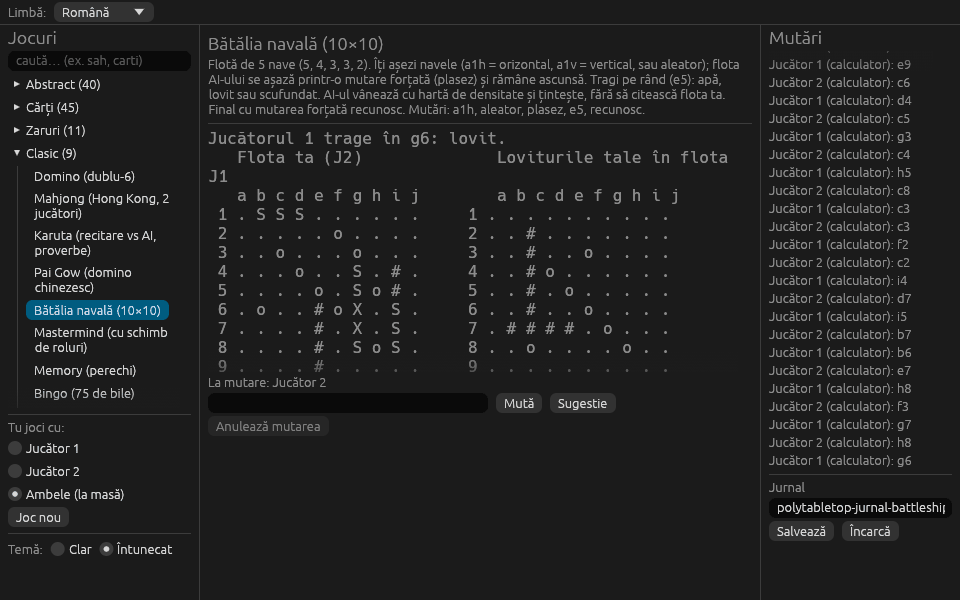 Limbă: Română
Jocuri
caută... (ex. sah, carti)
Abstract (40)
Cărți (45)
Zaruri (11)
Clasic (9)
Domino (dublu-6)
Mahjong (Hong Kong, 2
jucători)
Karuta (recitare vs AI,
proverbe)
Pai Gow (domino
chinezesc)
Bătălia navală (10×10)
Mastermind (cu schimb
de roluri)
Memory (perechi)
Bingo (75 de bile)
Tu joci cu:
Jucător 1
Jucător 2
Ambele (la masă)
Joc nou
Temă: Clar Întunecat
Bătălia navală (10×10)
Flotă de 5 nave (5, 4, 3, 3, 2). Îți așezi navele (a1h = orizontal, a1v = vertical, sau aleator); flota
AI-ului se așază printr-o mutare forțată (plasez) și rămâne ascunsă. Tragi pe rând (e5): apă,
lovit sau scufundat. AI-ul vânează cu hartă de densitate și țintește, fără să citească flota ta.
Final cu mutarea forțată recunosc. Mutări: a1h, aleator, plasez, e5, recunosc.
Jucătorul 1 trage în g6: lovit.
Flota ta (J2) Loviturile tale în flota
J1
a b c d e f g h i j a b c d e f g h i j
1 . S S S . . . . . . 1 . . . . . . . . . .
2 . . . . . o . . . . 2 . . # . . . . . . .
3 . . o . . . o . . . 3 . . # . . o . . . .
4 . . . o . . S . # . 4 . . # o . . . . . .
5 . . . . o . S o # . 5 . . # . o . . . . .
6 . o . . # o X . S . 6 . . # . . o . . . .
7 . . . . # . X . S . 7 . # # # # . o . . .
8 . . . . # . S o S . 8 . . o . . . . o . .
9 . . . . # . . . . . 9 . . . . . . . . . .
La mutare: Jucător 2
Mută Sugestie
Anulează mutarea
Mutări
Jucător 1 (calculator): e9
Jucător 2 (calculator): c6
Jucător 1 (calculator): d4
Jucător 2 (calculator): c5
Jucător 1 (calculator): g3
Jucător 2 (calculator): c4
Jucător 1 (calculator): h5
Jucător 2 (calculator): c8
Jucător 1 (calculator): c3
Jucător 2 (calculator): c3
Jucător 1 (calculator): f2
Jucător 2 (calculator): c2
Jucător 1 (calculator): i4
Jucător 2 (calculator): d7
Jucător 1 (calculator): i5
Jucător 2 (calculator): b7
Jucător 1 (calculator): b6
Jucător 2 (calculator): e7
Jucător 1 (calculator): h8
Jucător 2 (calculator): f3
Jucător 1 (calculator): g7
Jucător 2 (calculator): h8
Jucător 1 (calculator): g6
Jurnal
polytabletop-jurnal-battleship
Salvează Încarcă